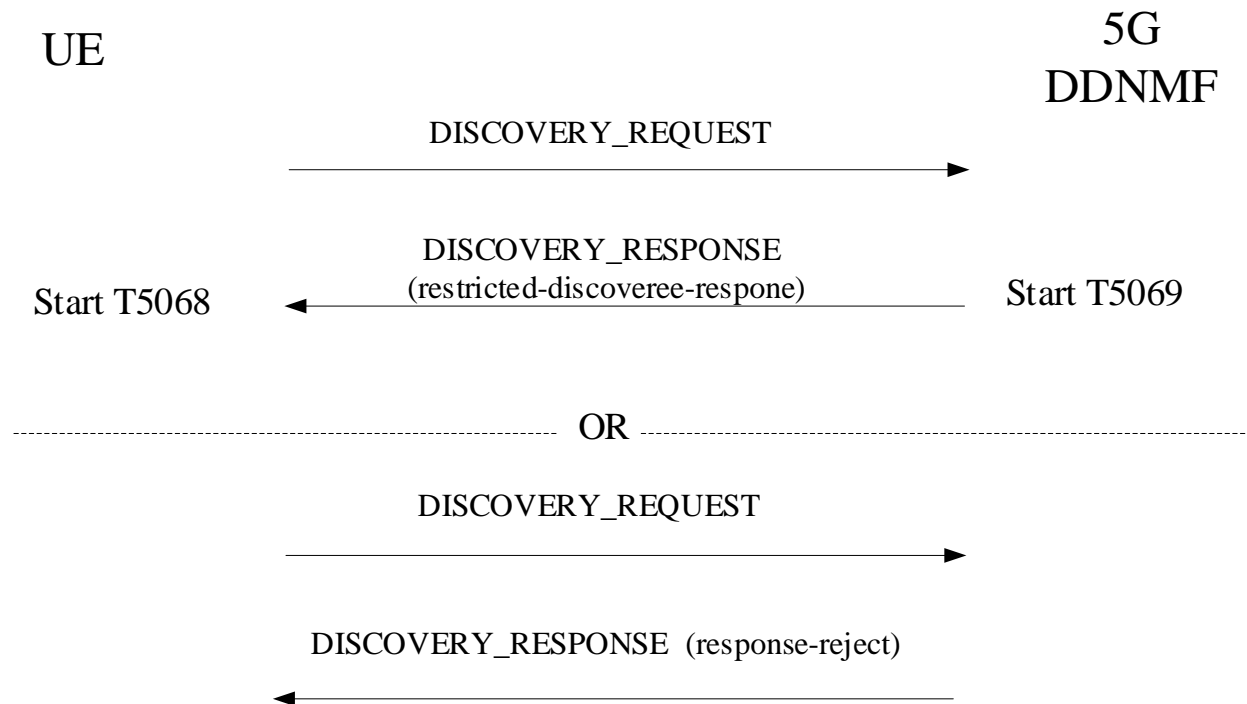 UE
5G
DDNMF
DISCOVERY_REQUEST
DISCOVERY_RESPONSE
(restricted-discoveree-respone)
Start T5068
Start T5069
OR
DISCOVERY_REQUEST
DISCOVERY_RESPONSE (response-reject)